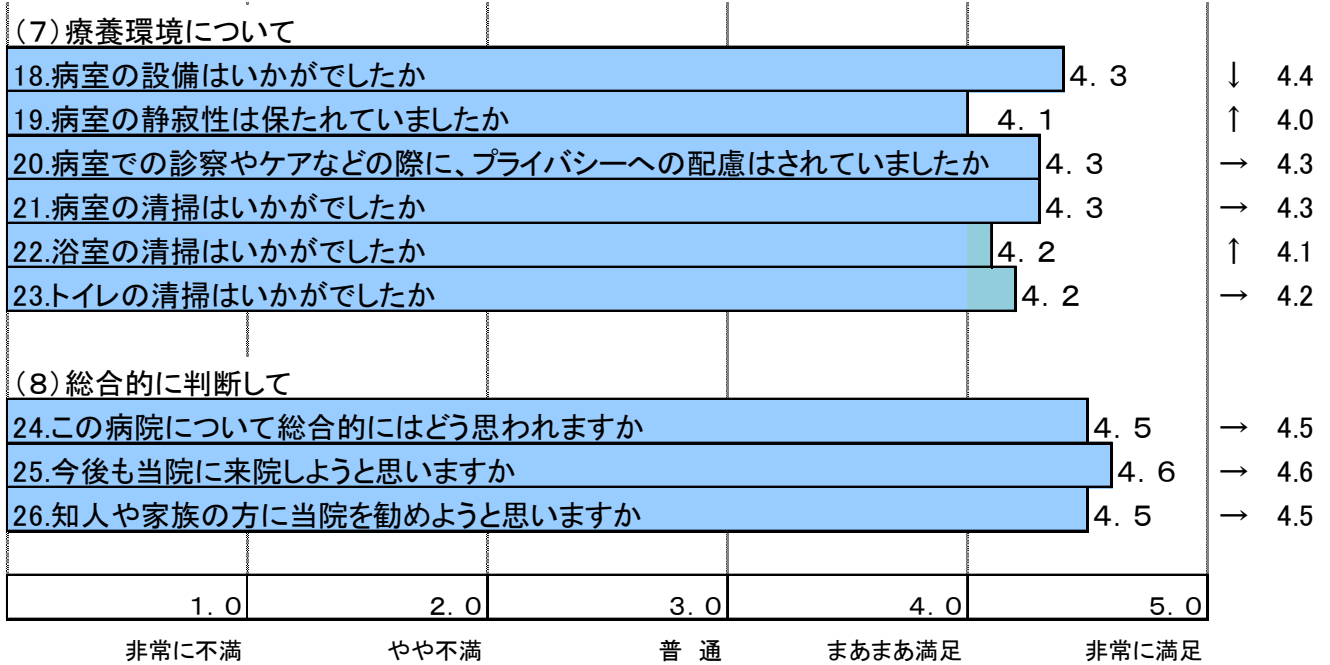 (7)療養環境について
18.病室の設備はいかがでしたか 4.3 ↓ 4.4
19.病室の静寂性は保たれていましたか 4.1 ↑ 4.0
20.病室での診察やケアなどの際に、プライバシーへの配慮はされていましたか 4.3 → 4.3
21.病室の清掃はいかがでしたか 4.3 → 4.3
22.浴室の清掃はいかがでしたか 4.2 ↑ 4.1
23.トイレの清掃はいかがでしたか 4.2 → 4.2
(8)総合的に判断して
24.この病院について総合的にはどう思われますか 4.5 → 4.5
25.今後も当院に来院しようと思いますか 4.6 → 4.6
26.知人や家族の方に当院を勧めようと思いますか 4.5 → 4.5
1.0 2.0 3.0 4.0 5.0
非常に不満 やや不満 普通 まあまあ満足 非常に満足